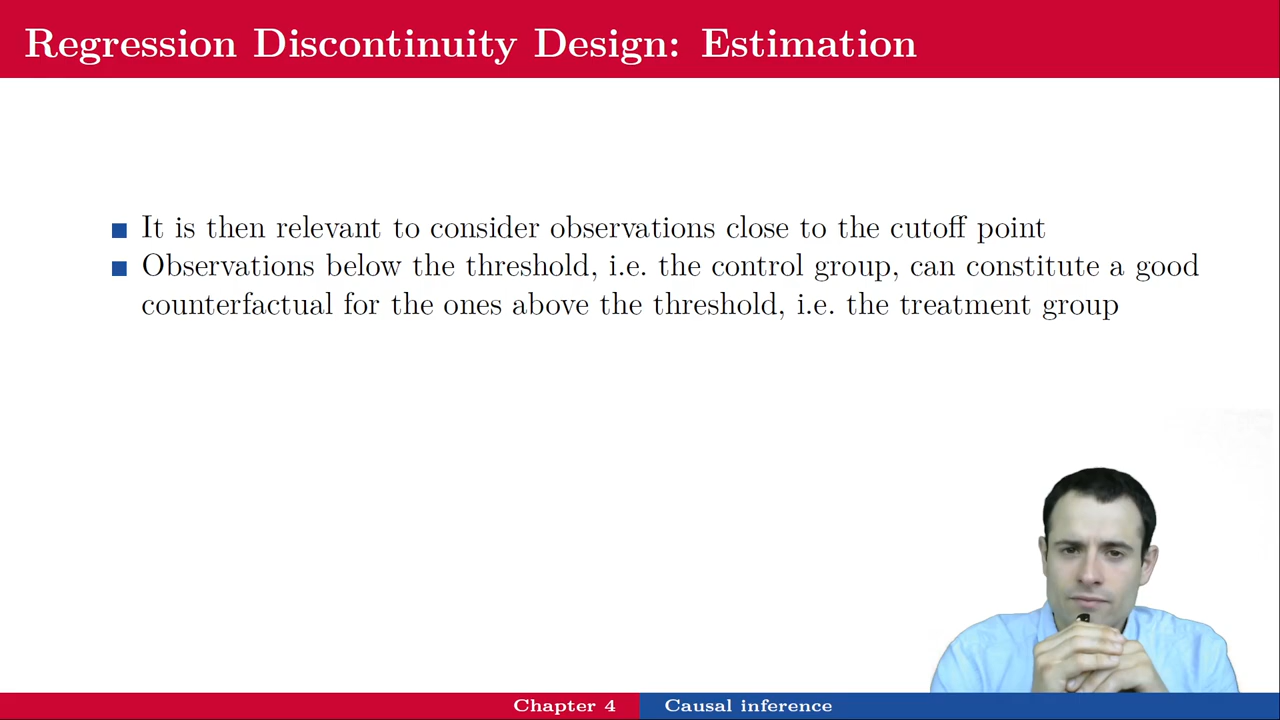 Regression Discontinuity Design: Estimation
It is then relevant to consider observations close to the cutoff point
Observations below the threshold, i.e. the control group, can constitute a good
counterfactual for the ones above the threshold, i.e. the treatment group
Chapter 4
Causal inference